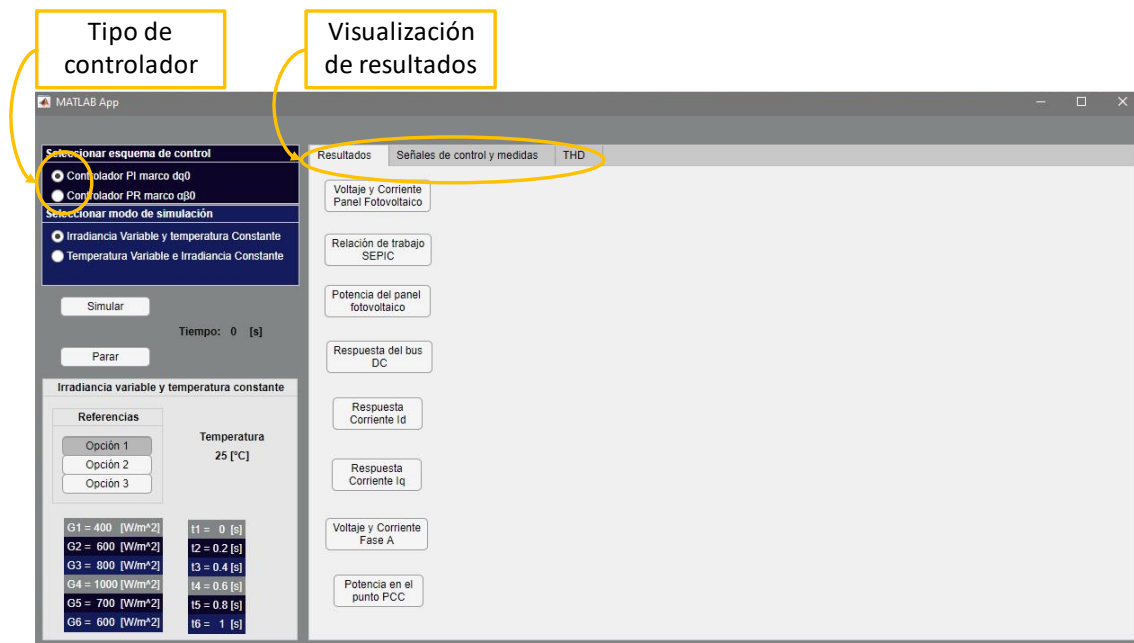 Tipo de
controlador
Visualización
de resultados
MATLAB App
Seleccionar esquema de control
Controlador PI marco dq0
Controlador PR marco αβ0
Seleccionar modo de simulación
Irradiancia Variable y temperatura Constante
Temperatura Variable e Irradiancia Constante
Simular
Tiempo: 0 [s]
Parar
Irradiancia variable y temperatura constante
Referencias
Opción 1
Opción 2
Opción 3
Temperatura
25 [°C]
G1 = 400 [W/m^2]
G2 = 600 [W/m^2]
G3 = 800 [W/m^2]
G4 = 1000 [W/m^2]
G5 = 700 [W/m^2]
G6 = 600 [W/m^2]
t1 = 0 [s]
t2 = 0.2 [s]
t3 = 0.4 [s]
t4 = 0.6 [s]
t5 = 0.8 [s]
t6 = 1 [s]
Resultados
Señales de control y medidas
THD
Voltaje y Corriente
Panel Fotovoltaico
Relación de trabajo
SEPIC
Potencia del panel
fotovoltaico
Respuesta del bus
DC
Respuesta
Corriente Id
Respuesta
Corriente Iq
Voltaje y Corriente
Fase A
Potencia en el
punto PCC